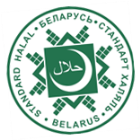 STANDARD HALAL • БЕЛАРУСЬ • СТАНДАРТ ХАЛЯЛЬ • BELARUS •
حلال